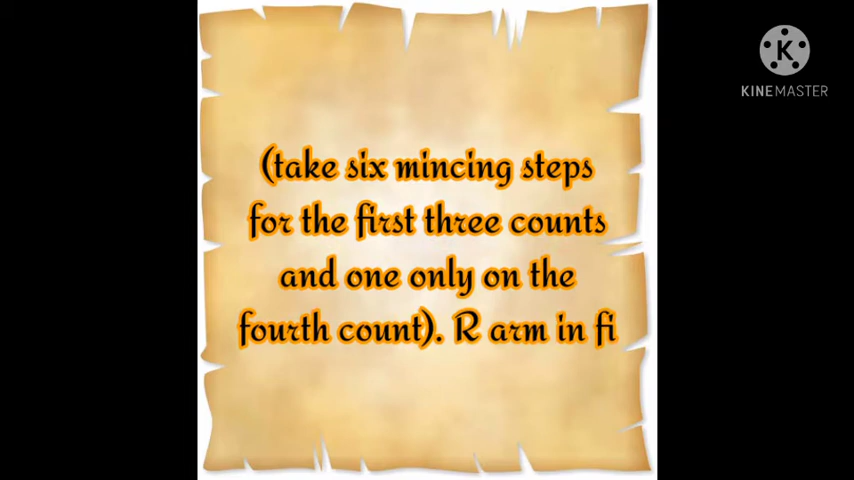 (take six mincing steps
for the first three counts
and one only on the
fourth count). R arm in fi
K
KINEMASTER